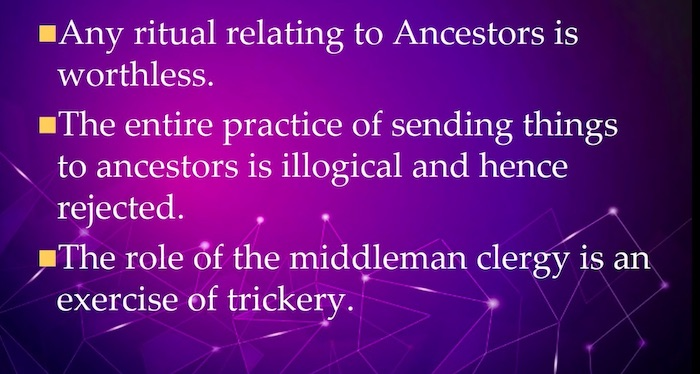 Any ritual relating to Ancestors is
worthless.
The entire practice of sending things
to ancestors is illogical and hence
rejected.
The role of the middleman clergy is an
exercise of trickery.